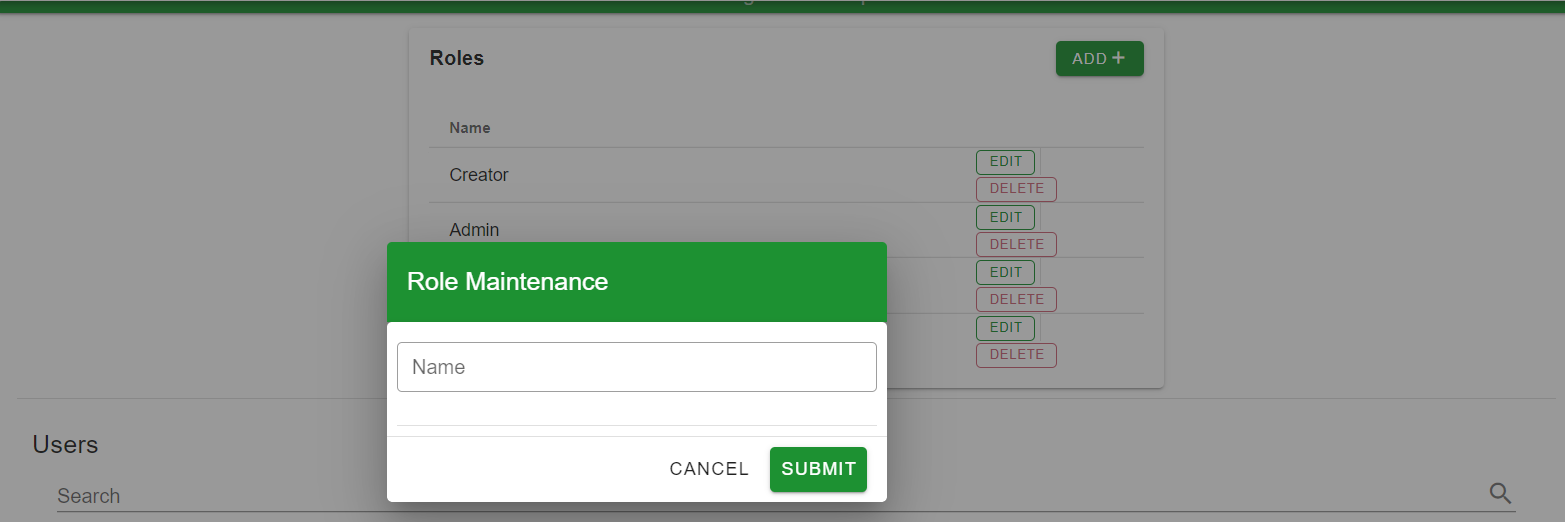 Roles
ADD +
Name
Creator
EDIT
DELETE
Admin
EDIT
DELETE
EDIT
DELETE
EDIT
DELETE
Role Maintenance
Name
CANCEL SUBMIT
Users
Search